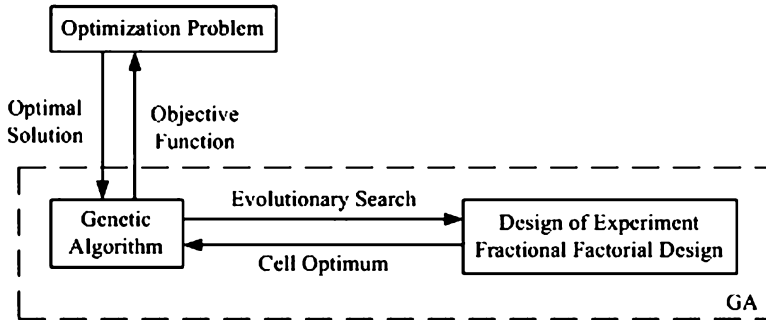 Optimization Problem
Optimal
Solution
Objective
Function
Genetic
Algorithm
Evolutionary Search
Cell Optimum
Design of Experiment
Fractional Factorial Design
GA